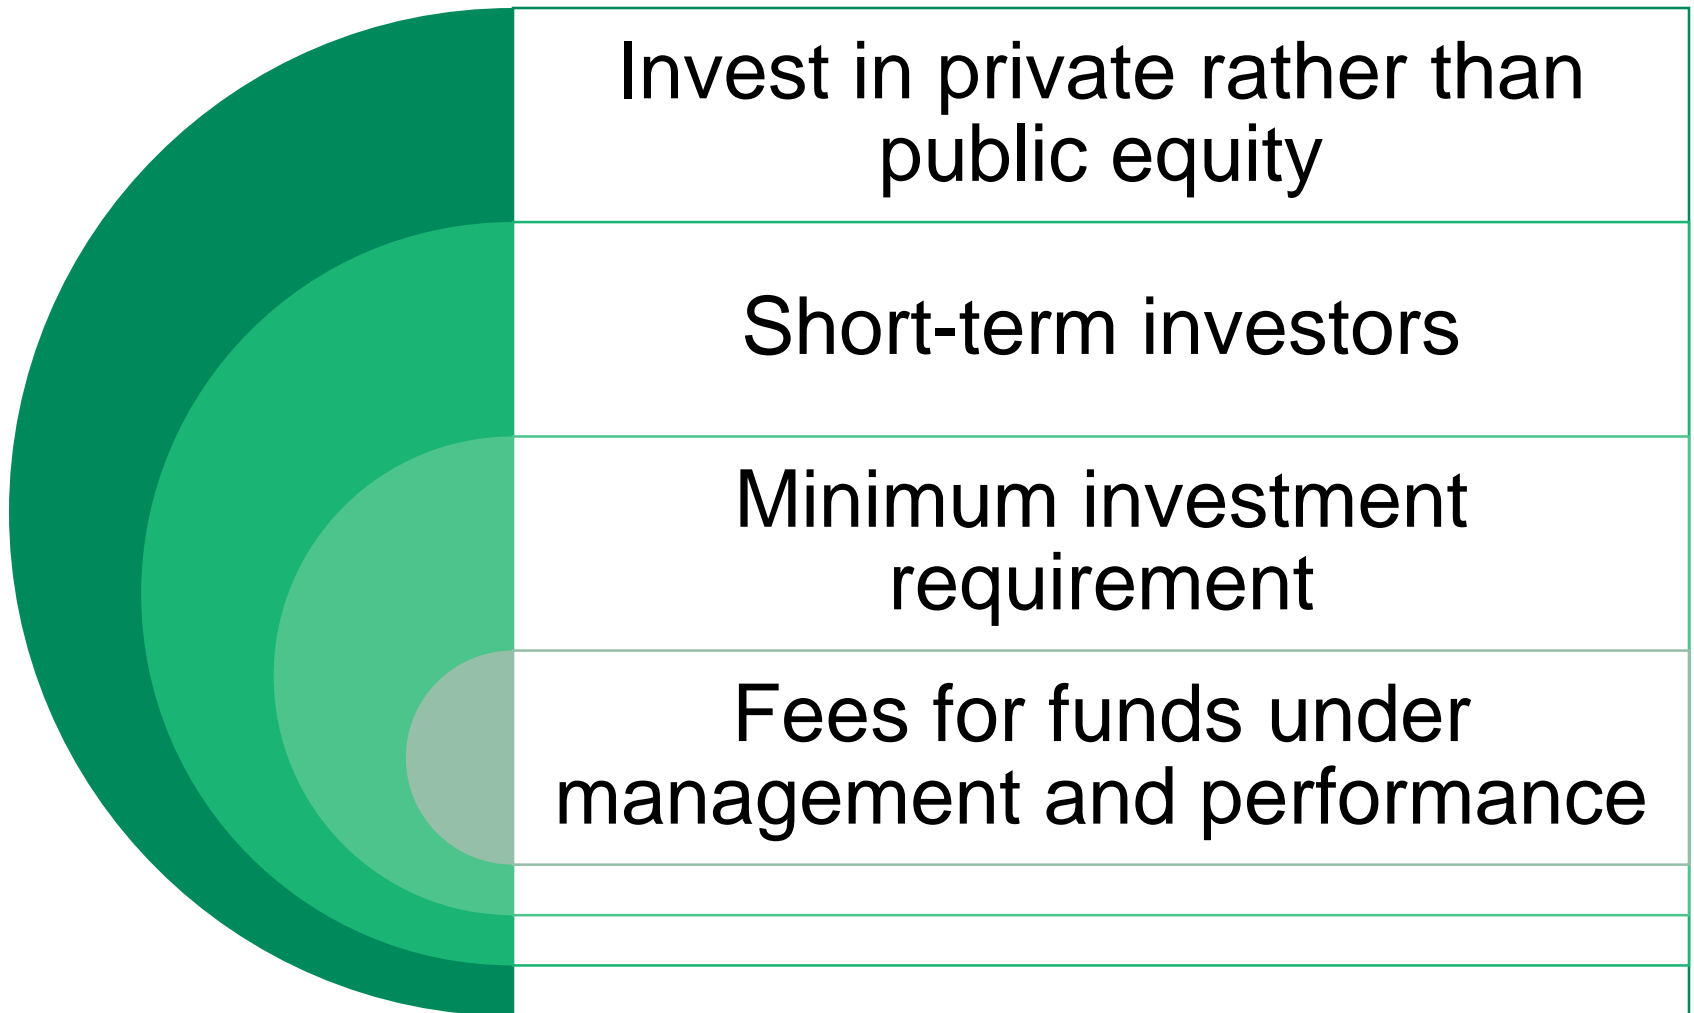 Invest in private rather than
public equity
Short-term investors
Minimum investment
requirement
Fees for funds under
management and performance